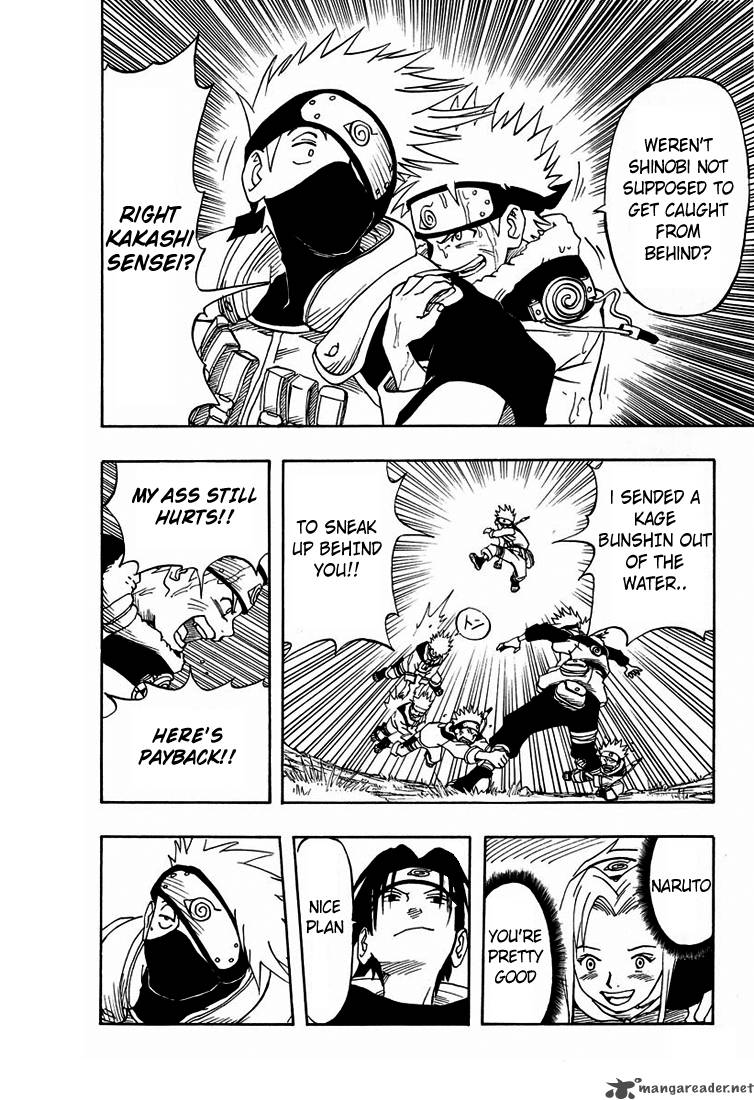 WEREN'T
SHINOBI NOT
SUPPOSED TO
GET CAUGHT
FROM
BEHIND?
RIGHT
KAKASHI
SENSEI?
I SENDED A
KAGE
BUNSHIN OUT
OF THE
WATER..
TO SNEAK
UP BEHIND
YOU!!
トン
MY ASS STILL
HURTS!!
HERE'S
PAYBACK!!
NARUTO
YOU'RE
PRETTY
GOOD
NICE
PLAN
mangareader.net